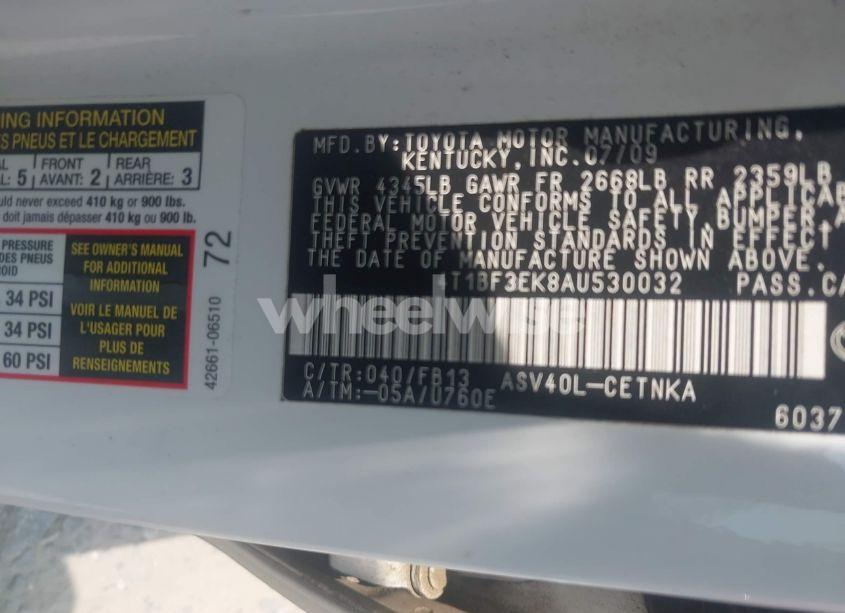 ING INFORMATION
ES PNEUS ET LE CHARGEMENT
AL
L: 5
FRONT
AVANT: 2
REAR
ARRIÈRE: 3
uld never exceed 410 kg or 900 lbs.
doit jamais dépasser 410 kg ou 900 lb.
PRESSURE
DES PNEUS
ROID
34 PSI
34 PSI
60 PSI
SEE OWNER'S MANUAL
FOR ADDITIONAL
INFORMATION
VOIR LE MANUEL DE
L'USAGER POUR
PLUS DE
RENSEIGNEMENTS
42661-06510 72
MFD.BY:TOYOTA MOTOR MANUFACTURING,
KENTUCKY,INC.07/09
GVWR 4345LB GAWR FR 2668LB RR 2359LB
THIS VEHICLE CONFORMS TO ALL APPLICAB
FEDERAL MOTOR VEHICLE SAFETY,BUMPER,A
THEFT PREVENTION STANDARDS IN EFFECT
THE DATE OF MANUFACTURE SHOWN ABOVE.
T1BF3EK8AU530032 PASS.CA
wheelwise
C/TR:040/FB13 ASV40L-CETNKA
A/TM:-05A/U760E
6037